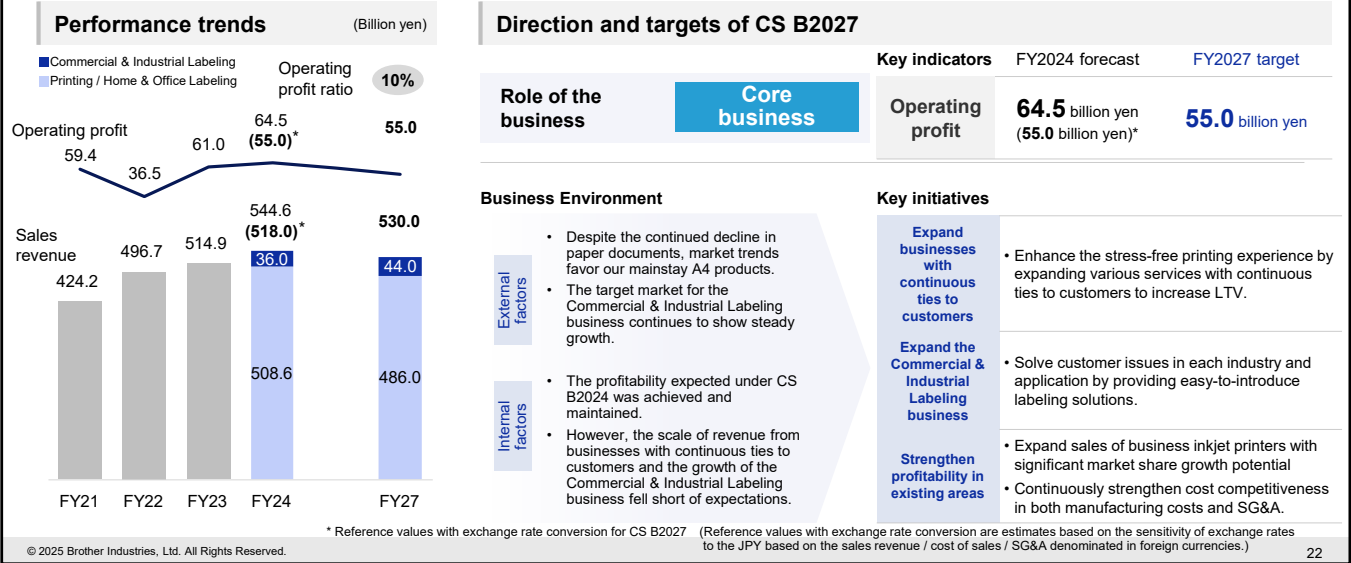 Performance trends
(Billion yen)
Commercial & Industrial Labeling
Printing / Home & Office Labeling
Operating
profit ratio
10%
Operating profit
59.4
36.5
61.0
64.5
(55.0)*
55.0
Sales
revenue
424.2
496.7
514.9
544.6
(518.0)*
530.0
36.0
44.0
508.6
486.0
FY21
FY22
FY23
FY24
FY27
Direction and targets of CS B2027
Role of the
business
Core
business
Key indicators
FY2024 forecast
FY2027 target
Operating
profit
64.5 billion yen
(55.0 billion yen)*
55.0 billion yen
Business Environment
External
factors
• Despite the continued decline in
paper documents, market trends
favor our mainstay A4 products.
• The target market for the
Commercial & Industrial Labeling
business continues to show steady
growth.
Internal
factors
• The profitability expected under CS
B2024 was achieved and
maintained.
• However, the scale of revenue from
businesses with continuous ties to
customers and the growth of the
Commercial & Industrial Labeling
business fell short of expectations.
Key initiatives
Expand
businesses
with
continuous
ties to
customers
• Enhance the stress-free printing experience by
expanding various services with continuous
ties to customers to increase LTV.
Expand the
Commercial &
Industrial
Labeling
business
• Solve customer issues in each industry and
application by providing easy-to-introduce
labeling solutions.
Strengthen
profitability in
existing areas
• Expand sales of business inkjet printers with
significant market share growth potential
• Continuously strengthen cost competitiveness
in both manufacturing costs and SG&A.
* Reference values with exchange rate conversion for CS B2027 (Reference values with exchange rate conversion are estimates based on the sensitivity of exchange rates
to the JPY based on the sales revenue / cost of sales / SG&A denominated in foreign currencies.)
© 2025 Brother Industries, Ltd. All Rights Reserved.
22